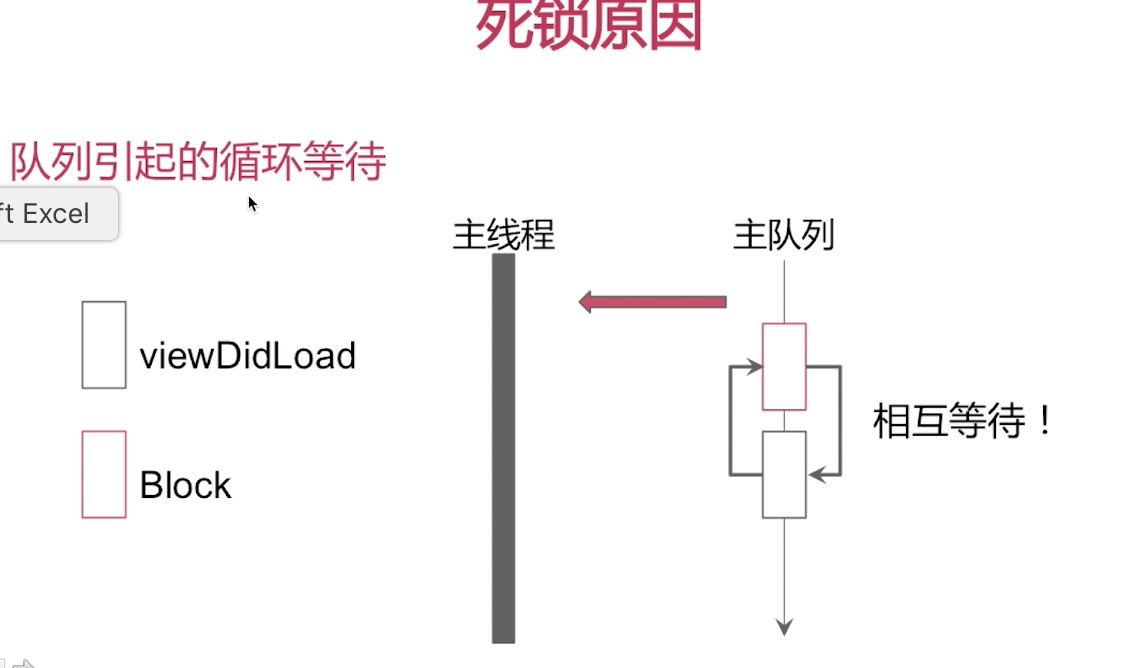 死锁原因
队列引起的循环等待
ft Excel
主线程
主队列
viewDidLoad
相互等待！
Block